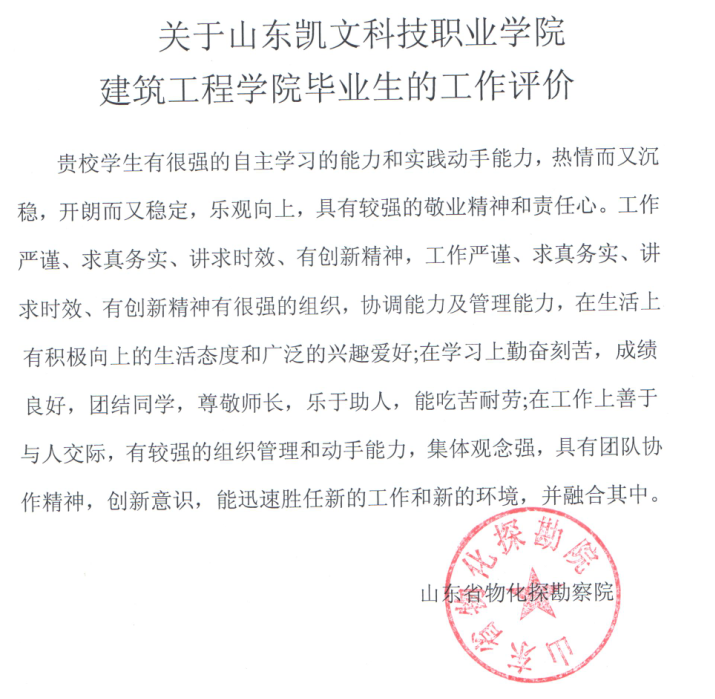 关于山东凯文科技职业学院
建筑工程学院毕业生的工作评价
贵校学生有很强的自主学习的能力和实践动手能力，热情而又沉
稳，开朗而又稳定，乐观向上，具有较强的敬业精神和责任心。工作
严谨、求真务实、讲求时效、有创新精神，工作严谨、求真务实、讲
求时效、有创新精神有很强的组织，协调能力及管理能力，在生活上
有积极向上的生活态度和广泛的兴趣爱好;在学习上勤奋刻苦，成绩
良好，团结同学，尊敬师长，乐于助人，能吃苦耐劳;在工作上善于
与人交际，有较强的组织管理和动手能力，集体观念强，具有团队协
作精神，创新意识，能迅速胜任新的工作和新的环境，并融合其中。
山东省物化探勘察院
山东省物化探勘院